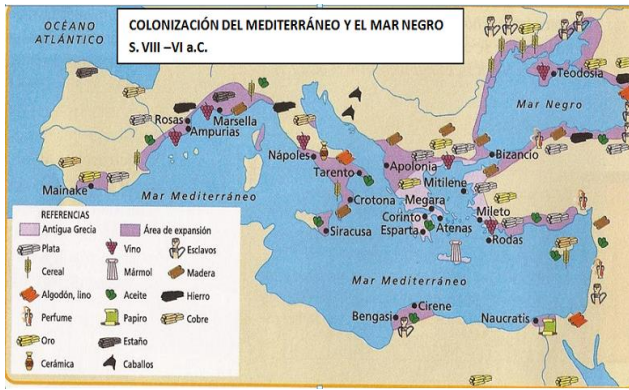 COLONIZACIÓN DEL MEDITERRÁNEO Y EL MAR NEGRO
S. VIII –VI a.C.
OCÉANO
ATLÁNTICO
Teodosia
Mar Negro
Marsella
Rosas
Ampurias
Nápoles
Apolonia
Bizancio
Tarento
Mitilene
Mainake
Mar Mediterráneo
Crotona
Megara
Mileto
Corinto
Esparta
Atenas
Siracusa
Rodas
Mar Mediterráneo
Cirene
Bengasi
Naucratis
REFERENCIAS
Antigua Grecia
Área de expansión
Plata
Vino
Esclavos
Cereal
Mármol
Madera
Algodón, lino
Aceite
Hierro
Perfume
Papiro
Cobre
Oro
Estaño
Cerámica
Caballos